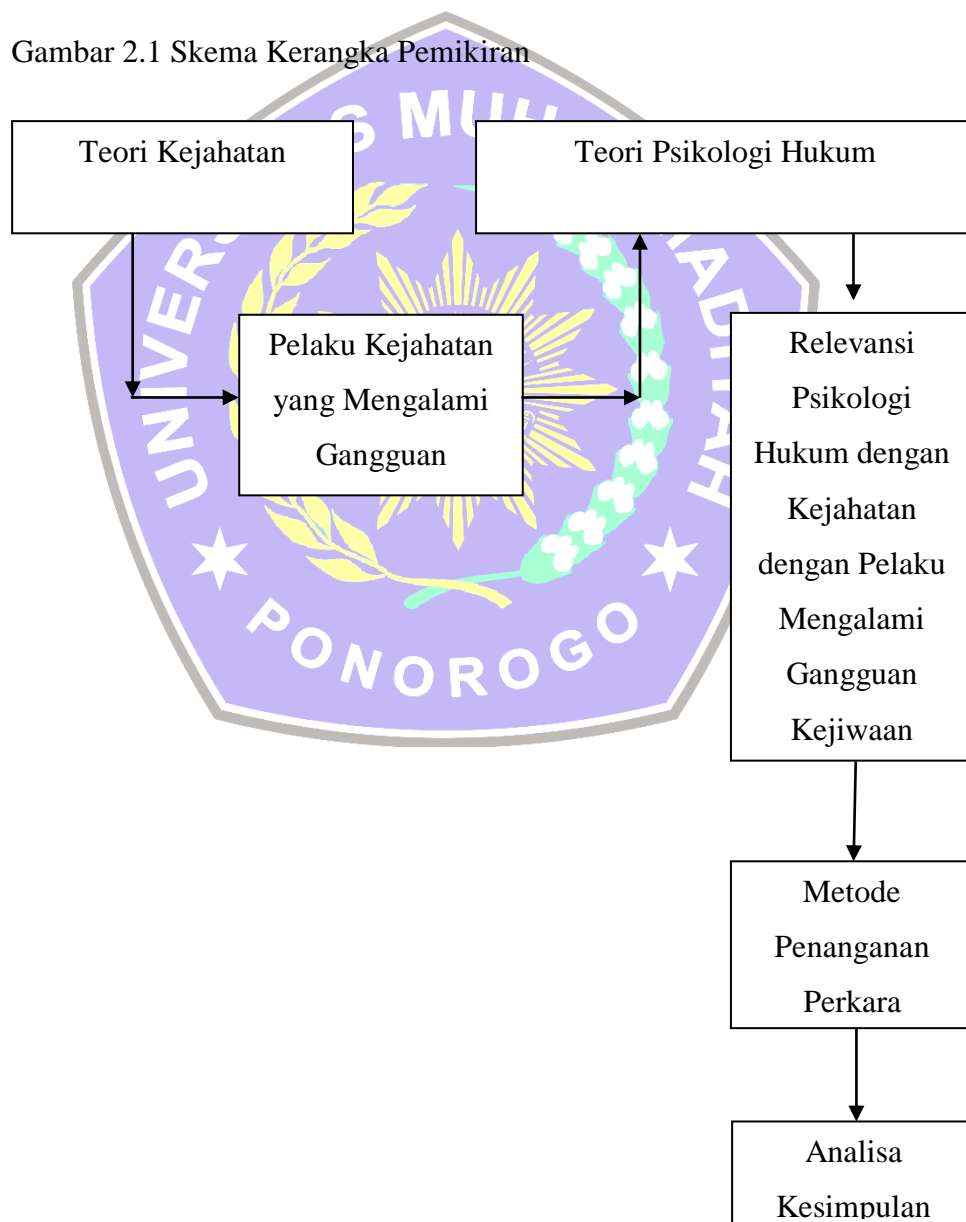 Gambar 2.1 Skema Kerangka Pemikiran
Teori Kejahatan
Teori Psikologi Hukum
Pelaku Kejahatan
yang Mengalami
Gangguan
Relevansi
Psikologi
Hukum dengan
Kejahatan
dengan Pelaku
Mengalami
Gangguan
Kejiwaan
Metode
Penanganan
Perkara
Analisa
Kesimpulan
PONOROGO